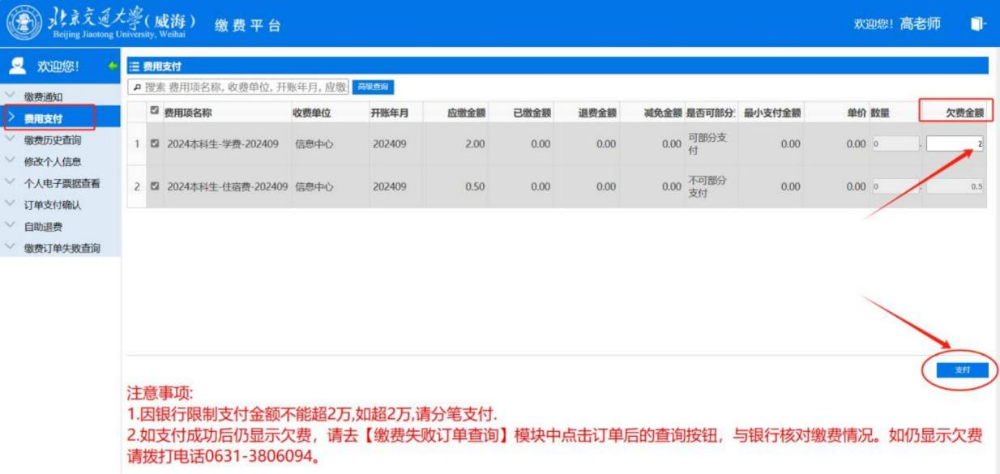 北京交通大学(威海) 缴费平台
Beijing Jiaotong University, Weihai
欢迎您! 高老师
欢迎您!
缴费通知
费用支付
缴费历史查询
修改个人信息
个人电子票据查看
订单支付确认
自助退费
缴费订单失败查询
费用支付
搜索 费用项名称, 收费单位, 开账年月, 应缴 高级查询
费用项名称 收费单位 开账年月 应缴金额 已缴金额 退费金额 减免金额 是否可部分 最小支付金额 单价 数量 欠费金额
1 2024本科生-学费-202409 信息中心 202409 2.00 0.00 0.00 0.00 可部分支付 0.00 0.00 0 2
2 2024本科生-住宿费-202409 信息中心 202409 0.50 0.00 0.00 0.00 不可部分支付 0.00 0.00 0 0.5
支付
注意事项:
1.因银行限制支付金额不能超2万,如超2万,请分笔支付.
2.如支付成功后仍显示欠费，请去【缴费失败订单查询】模块中点击订单后的查询按钮，与银行核对缴费情况。如仍显示欠费
请拨打电话0631-3806094。